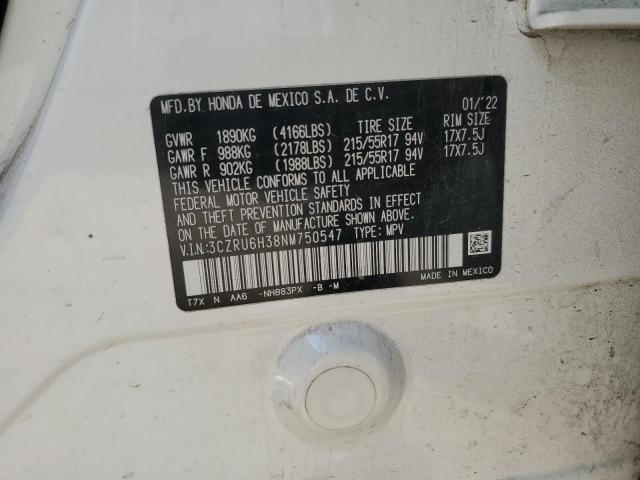 MFD.BY HONDA DE MEXICO S.A. DE C.V. 01/'22
GVWR 1890KG (4166LBS) TIRE SIZE RIM SIZE
GAWR F 988KG (2178LBS) 215/55R17 94V 17X7.5J
GAWR R 902KG (1988LBS) 215/55R17 94V 17X7.5J
THIS VEHICLE CONFORMS TO ALL APPLICABLE
FEDERAL MOTOR VEHICLE SAFETY
AND THEFT PREVENTION STANDARDS IN EFFECT
ON THE DATE OF MANUFACTURE SHOWN ABOVE.
V.I.N.:3CZRU6H38NM750547 TYPE: MPV
T7X N AA6 -NH883PX -B -M MADE IN MEXICO